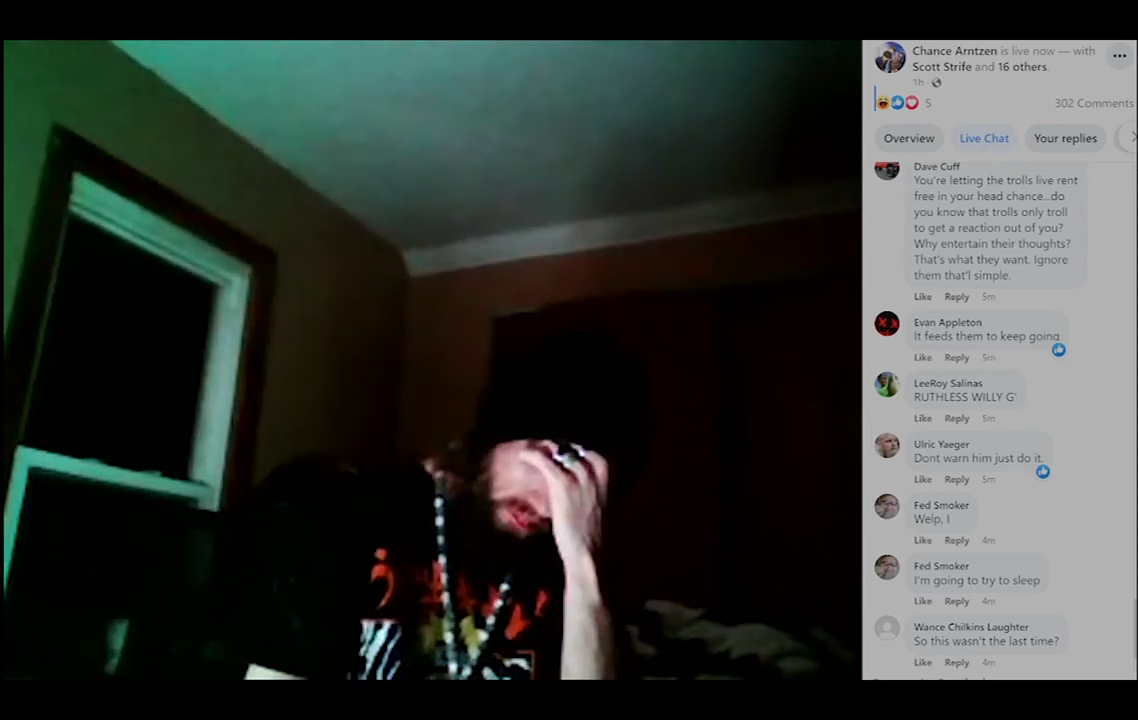 Chance Arntzen is live now — with
Scott Strife and 16 others.
1h ·
5
302 Comments
Overview
Live Chat
Your replies
Dave Cuff
You're letting the trolls live rent
free in your head chance...do
you know that trolls only troll
to get a reaction out of you?
Why entertain their thoughts?
That's what they want. Ignore
them that'l simple.
Like Reply 5m
Evan Appleton
It feeds them to keep going
Like Reply 5m
LeeRoy Salinas
RUTHLESS WILLY G'
Like Reply 5m
Ulric Yaeger
Dont warn him just do it.
Like Reply 5m
Fed Smoker
Welp, I
Like Reply 4m
Fed Smoker
I'm going to try to sleep
Like Reply 4m
Wance Chilkins Laughter
So this wasn't the last time?
Like Reply 4m